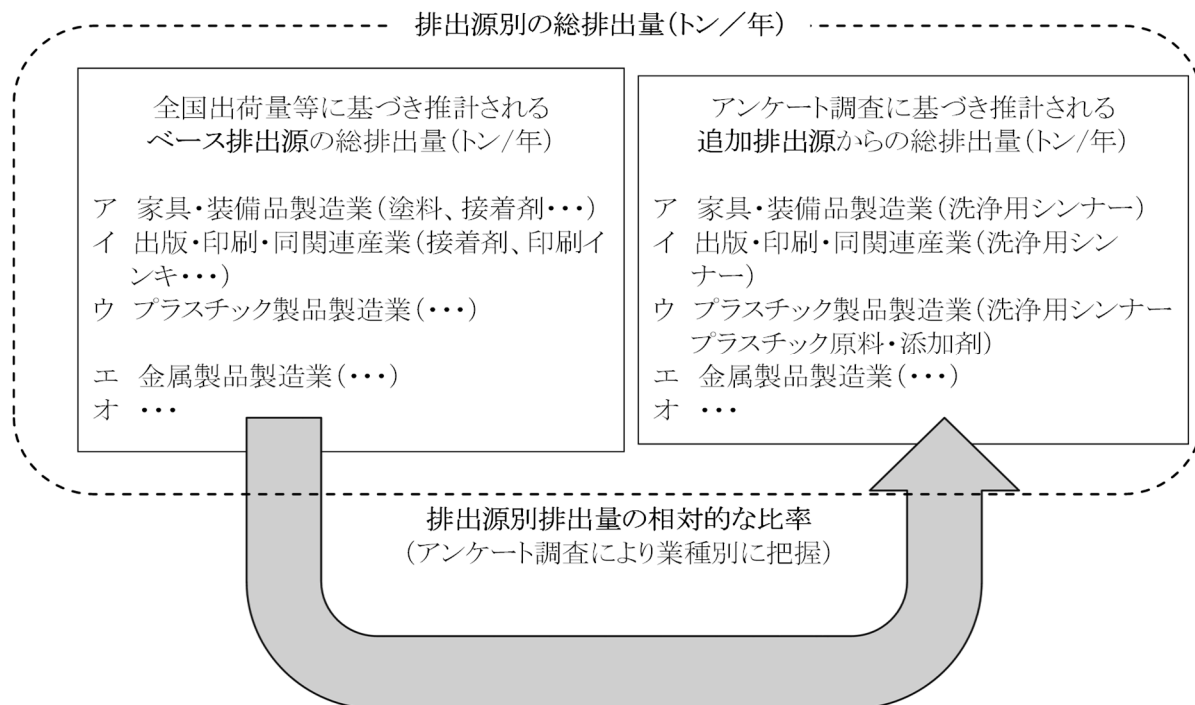 排出源別の総排出量(トン／年)
全国出荷量等に基づき推計される
ベース排出源の総排出量(トン/年)
ア 家具・装備品製造業(塗料、接着剤・・・)
イ 出版・印刷・同関連産業(接着剤、印刷イ
ンキ・・・)
ウ プラスチック製品製造業(・・・)
エ 金属製品製造業(・・・)
オ ・・・
アンケート調査に基づき推計される
追加排出源からの総排出量(トン/年)
ア 家具・装備品製造業(洗浄用シンナー)
イ 出版・印刷・同関連産業(洗浄用シン
ナー)
ウ プラスチック製品製造業(洗浄用シンナー
プラスチック原料・添加剤)
エ 金属製品製造業(・・・)
オ ・・・
排出源別排出量の相対的な比率
(アンケート調査により業種別に把握)